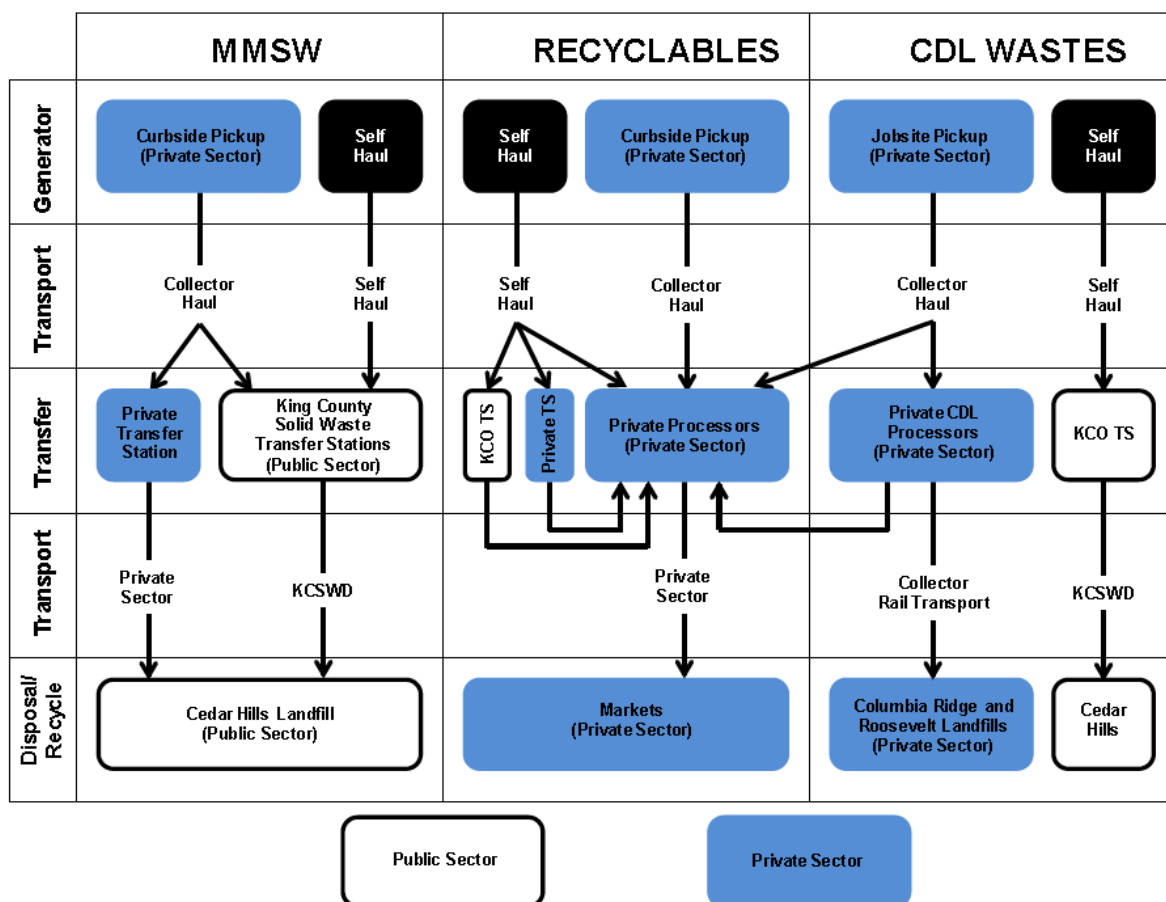 MMSW
RECYCLABLES
CDL WASTES
Generator
Curbside Pickup
(Private Sector)
Self
Haul
Self
Haul
Curbside Pickup
(Private Sector)
Jobsite Pickup
(Private Sector)
Self
Haul
Transport
Collector
Haul
Self
Haul
Self
Haul
Collector
Haul
Collector
Haul
Self
Haul
Transfer
Private
Transfer
Station
King County
Solid Waste
Transfer Stations
(Public Sector)
KCO TS
Private TS
Private Processors
(Private Sector)
Private CDL
Processors
(Private Sector)
KCO TS
Transport
Private
Sector
KCSWD
Private
Sector
Collector
Rail Transport
KCSWD
Disposal/
Recycle
Cedar Hills Landfill
(Public Sector)
Markets
(Private Sector)
Columbia Ridge and
Roosevelt Landfills
(Private Sector)
Cedar
Hills
Public Sector
Private Sector